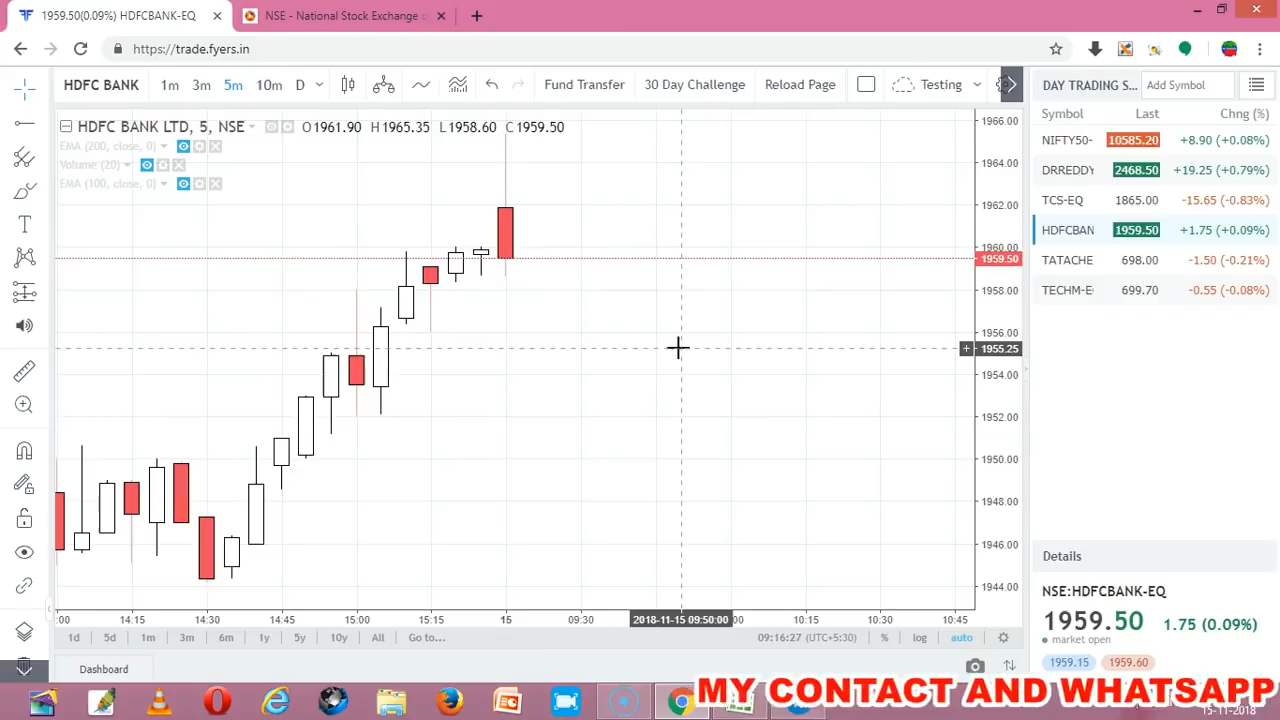 1959.50(0.09%) HDFCBANK-EQ
NSE - National Stock Exchange o
https://trade.fyers.in
HDFC BANK 1m 3m 5m 10m D Fund Transfer 30 Day Challenge Reload Page Testing
HDFC BANK LTD, 5, NSE O1961.90 H1965.35 L1958.60 C1959.50
EMA (200, close, 0)
Volume (20)
EMA (100, close, 0)
1966.00
1964.00
1962.00
1960.00
1959.50
1958.00
1956.00
1955.25
1954.00
1952.00
1950.00
1948.00
1946.00
1944.00
:00 14:15 14:30 14:45 15:00 15:15 15 09:30 2018-11-15 09:50:00 :00 10:15 10:30 10:45
1d 5d 1m 3m 6m 1y 5y 10y All Go to... 09:16:27 (UTC+5:30) % log auto
Dashboard
DAY TRADING S... Add Symbol
Symbol Last Chng (%)
NIFTY50- 10585.20 +8.90 (+0.08%)
DRREDDY 2468.50 +19.25 (+0.79%)
TCS-EQ 1865.00 -15.65 (-0.83%)
HDFCBAN 1959.50 +1.75 (+0.09%)
TATACHE 698.00 -1.50 (-0.21%)
TECHM-E 699.70 -0.55 (-0.08%)
Details
NSE:HDFCBANK-EQ
1959.50 1.75 (0.09%)
market open
1959.15 1959.60
MY CONTACT AND WHATSAPP
15-11-2018